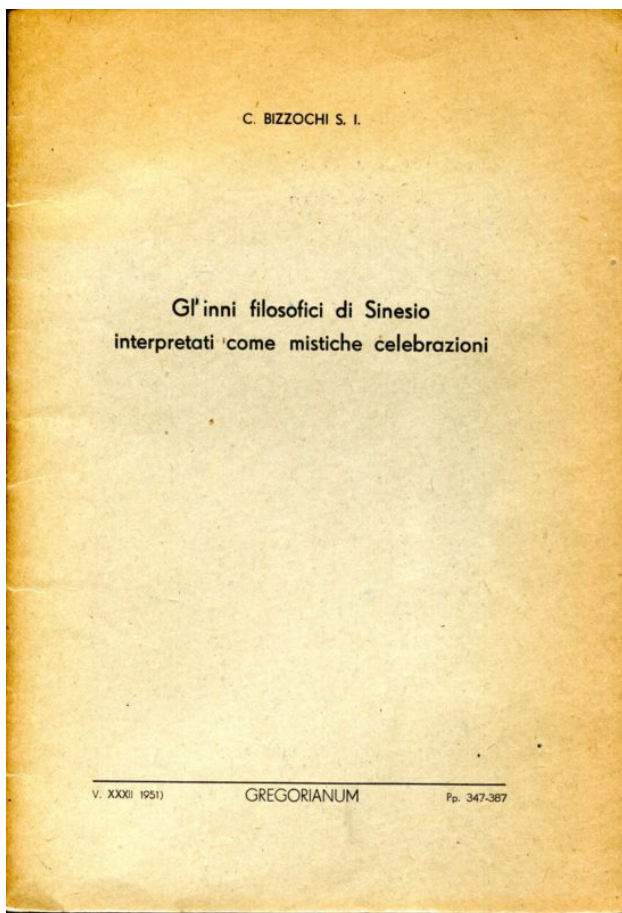 C. BIZZOCHI S. I.
Gl' inni filosofici di Sinesio
interpretati come mistiche celebrazioni
V. XXXII 1951) GREGORIANUM Pp. 347-387